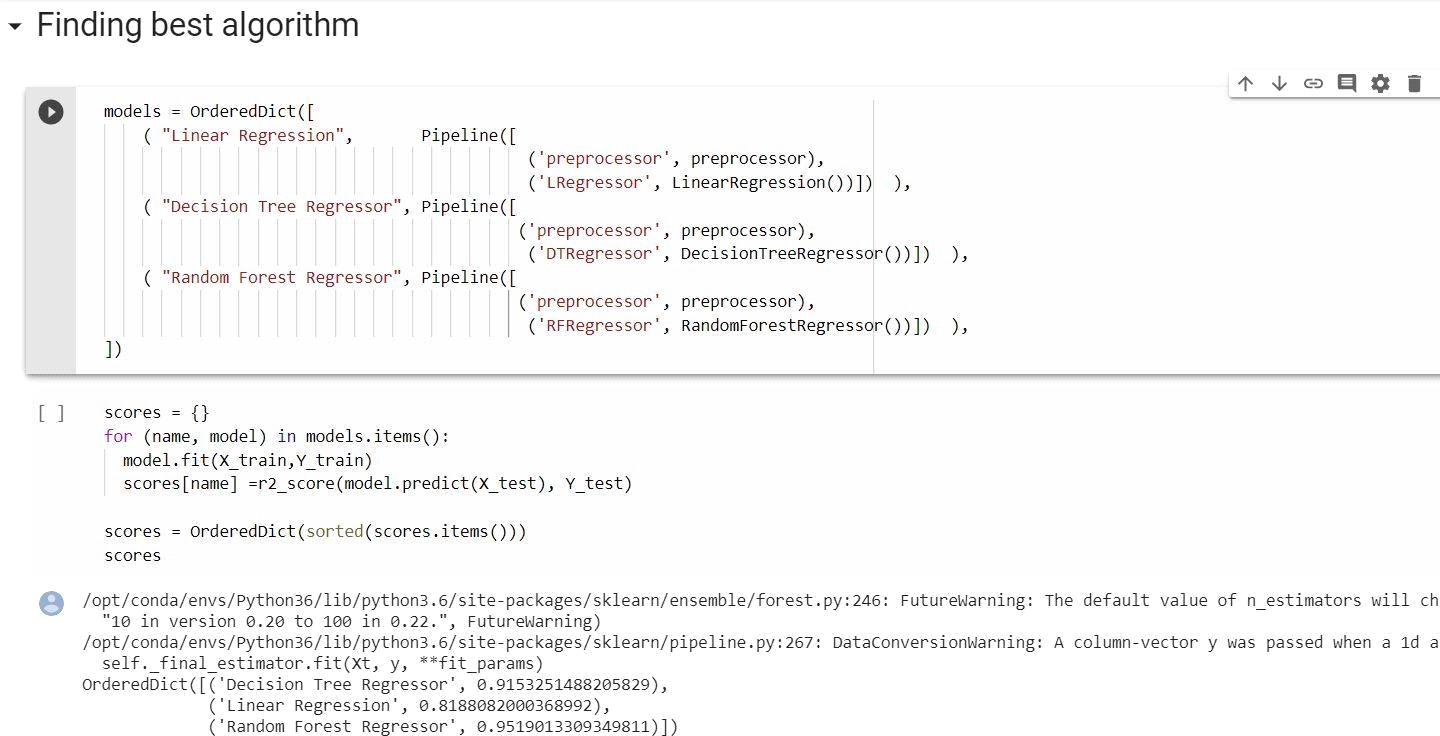 Finding best algorithm
models = OrderedDict([
( "Linear Regression", Pipeline([
('preprocessor', preprocessor),
('LRegressor', LinearRegression())]) ),
( "Decision Tree Regressor", Pipeline([
('preprocessor', preprocessor),
('DTRegressor', DecisionTreeRegressor())]) ),
( "Random Forest Regressor", Pipeline([
('preprocessor', preprocessor),
('RFRegressor', RandomForestRegressor())]) ),
])
[ ] scores = {}
for (name, model) in models.items():
model.fit(X_train,Y_train)
scores[name] =r2_score(model.predict(X_test), Y_test)
scores = OrderedDict(sorted(scores.items()))
scores
/opt/conda/envs/Python36/lib/python3.6/site-packages/sklearn/ensemble/forest.py:246: FutureWarning: The default value of n_estimators will ch
"10 in version 0.20 to 100 in 0.22.", FutureWarning)
/opt/conda/envs/Python36/lib/python3.6/site-packages/sklearn/pipeline.py:267: DataConversionWarning: A column-vector y was passed when a 1d a
self._final_estimator.fit(Xt, y, **fit_params)
OrderedDict([('Decision Tree Regressor', 0.9153251488205829),
('Linear Regression', 0.8188082000368992),
('Random Forest Regressor', 0.9519013309349811)])